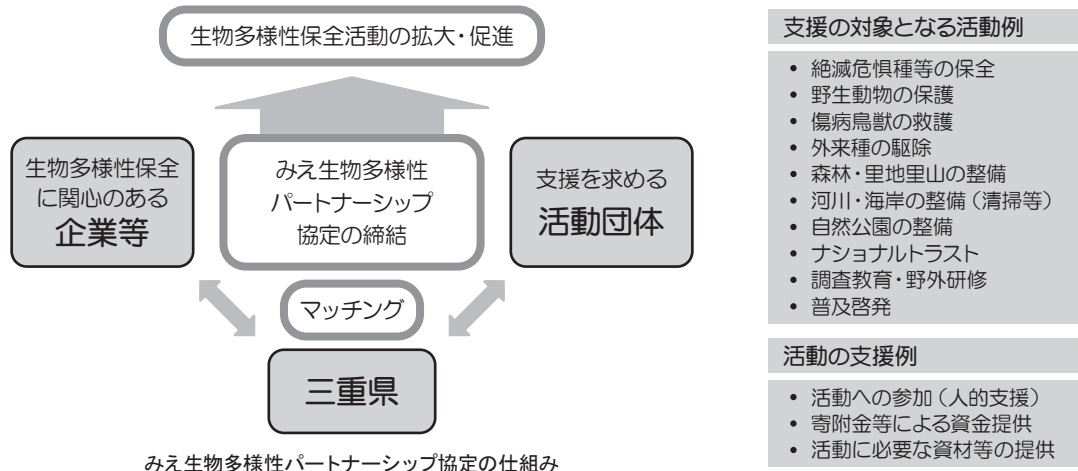 生物多様性保全活動の拡大・促進
生物多様性保全
に関心のある
企業等
みえ生物多様性
パートナーシップ
協定の締結
支援を求める
活動団体
マッチング
三重県
みえ生物多様性パートナーシップ協定の仕組み
支援の対象となる活動例
• 絶滅危惧種等の保全
• 野生動物の保護
• 傷病鳥獣の救護
• 外来種の駆除
• 森林・里地里山の整備
• 河川・海岸の整備（清掃等）
• 自然公園の整備
• ナショナルトラスト
• 調査教育・野外研修
• 普及啓発
活動の支援例
• 活動への参加（人的支援）
• 寄附金等による資金提供
• 活動に必要な資材等の提供